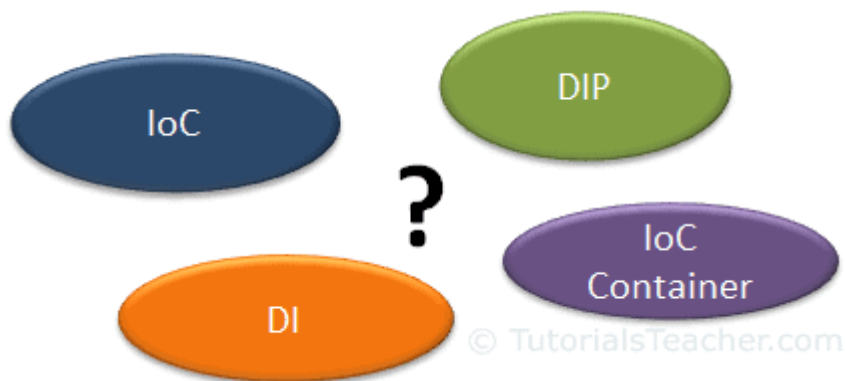 DIP
IoC
?
IoC
Container
DI
© TutorialsTeacher.com